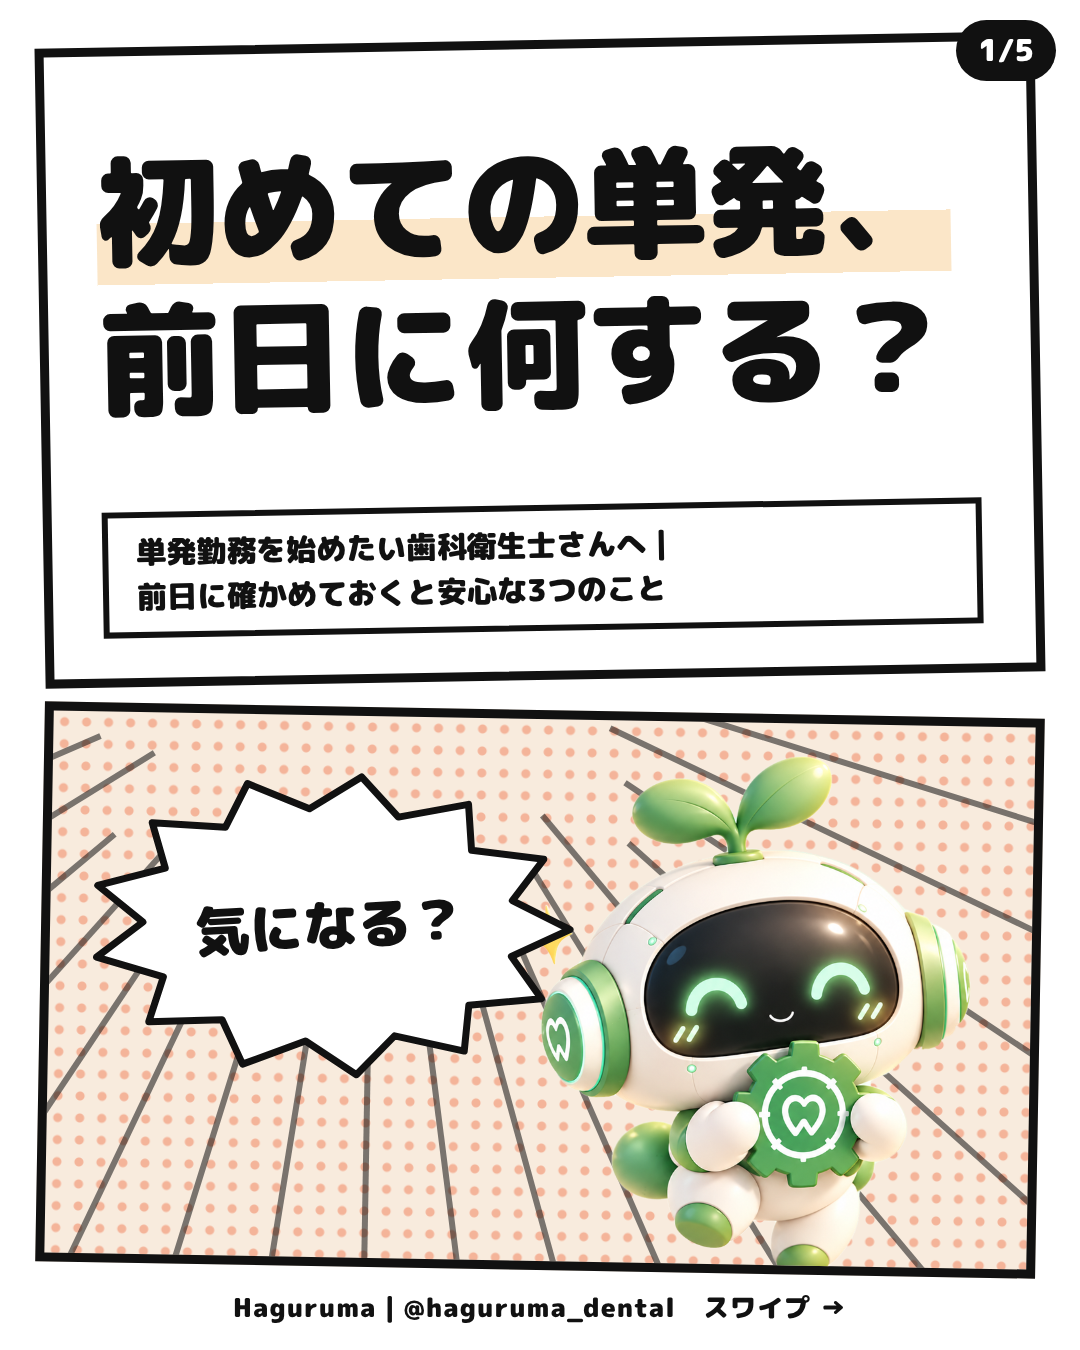 1/5
初めての単発、
前日に何する？
単発勤務を始めたい歯科衛生士さんへ｜
前日に確かめておくと安心な3つのこと
気になる？
Haguruma | @haguruma_dental スワイプ →